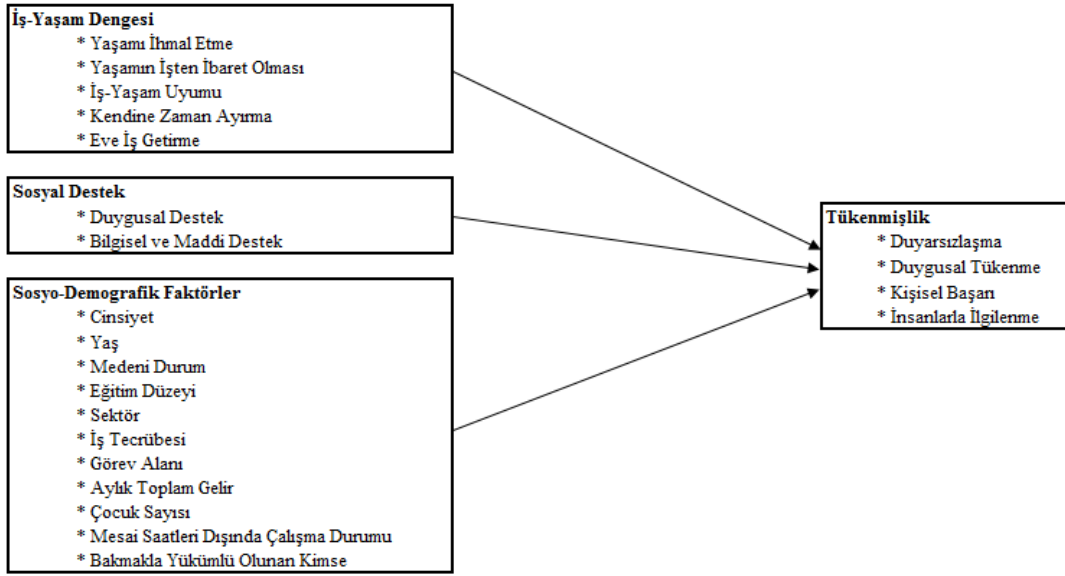 İş-Yaşam Dengesi
* Yaşamı İhmal Etme
* Yaşamın İşten İbaret Olması
* İş-Yaşam Uyumu
* Kendine Zaman Ayırma
* Eve İş Getirme
Sosyal Destek
* Duygusal Destek
* Bilgisel ve Maddi Destek
Sosyo-Demografik Faktörler
* Cinsiyet
* Yaş
* Medeni Durum
* Eğitim Düzeyi
* Sektör
* İş Tecrübesi
* Görev Alanı
* Aylık Toplam Gelir
* Çocuk Sayısı
* Mesai Saatleri Dışında Çalışma Durumu
* Bakmakla Yükümlü Olunan Kimse
Tükenmişlik
* Duyarsızlaşma
* Duygusal Tükenme
* Kişisel Başarı
* İnsanlarla İlgilenme